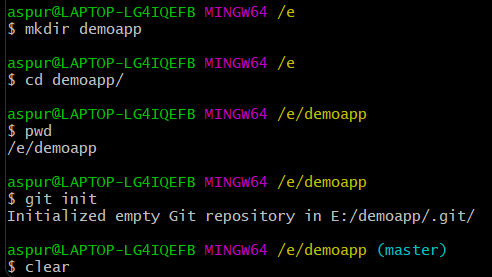 aspur@LAPTOP-LG4IQEFB MINGW64 /e
$ mkdir demoapp
aspur@LAPTOP-LG4IQEFB MINGW64 /e
$ cd demoapp/
aspur@LAPTOP-LG4IQEFB MINGW64 /e/demoapp
$ pwd
/e/demoapp
aspur@LAPTOP-LG4IQEFB MINGW64 /e/demoapp
$ git init
Initialized empty Git repository in E:/demoapp/.git/
aspur@LAPTOP-LG4IQEFB MINGW64 /e/demoapp (master)
$ clear